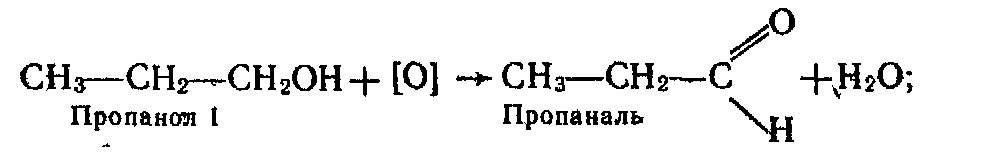 CH₃—CH₂—CH₂OH + [O] → CH₃—CH₂—C(=O)H + H₂O;
Пропанол 1 Пропаналь